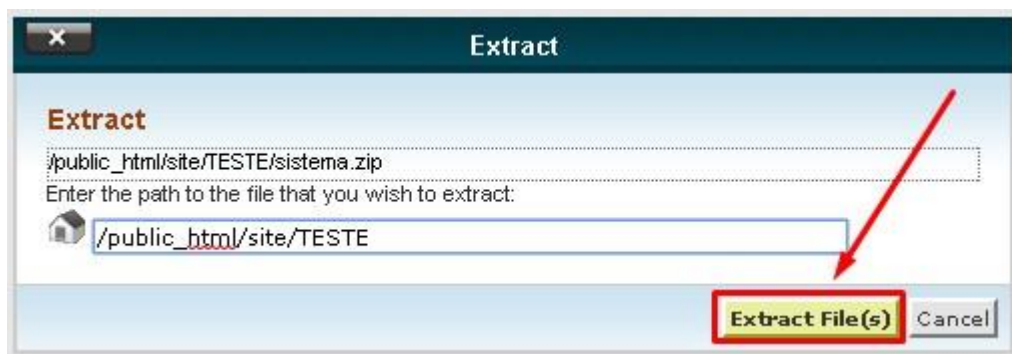 Extract
Extract
/public_html/site/TESTE/sistema.zip
Enter the path to the file that you wish to extract:
/public_html/site/TESTE
Extract File(s) Cancel